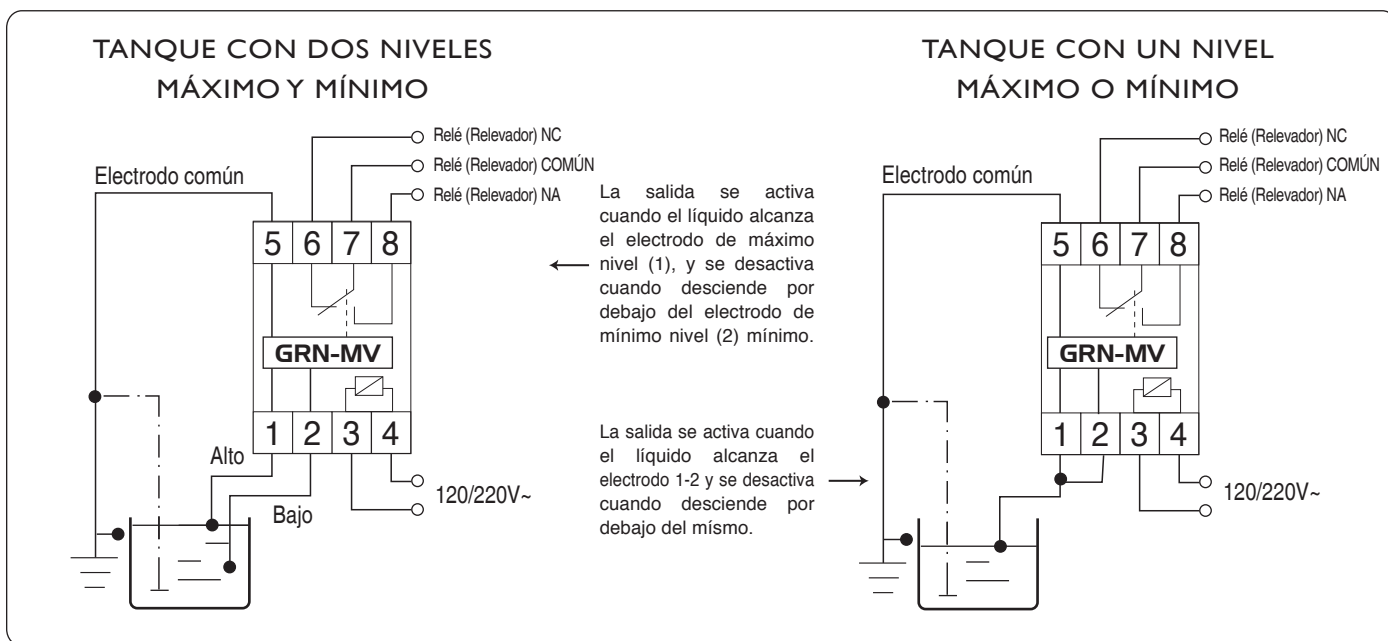 TANQUE CON DOS NIVELES
MÁXIMO Y MÍNIMO
Relé (Relevador) NC
Relé (Relevador) COMÚN
Relé (Relevador) NA
Electrodo común
5 6 7 8
GRN-MV
1 2 3 4
Alto
Bajo
120/220V~
La salida se activa
cuando el líquido alcanza
el electrodo de máximo
nivel (1), y se desactiva
cuando desciende por
debajo del electrodo de
mínimo nivel (2) mínimo.
La salida se activa cuando
el líquido alcanza el
electrodo 1-2 y se desactiva
cuando desciende por
debajo del mísmo.
TANQUE CON UN NIVEL
MÁXIMO O MÍNIMO
Relé (Relevador) NC
Relé (Relevador) COMÚN
Relé (Relevador) NA
Electrodo común
5 6 7 8
GRN-MV
1 2 3 4
120/220V~